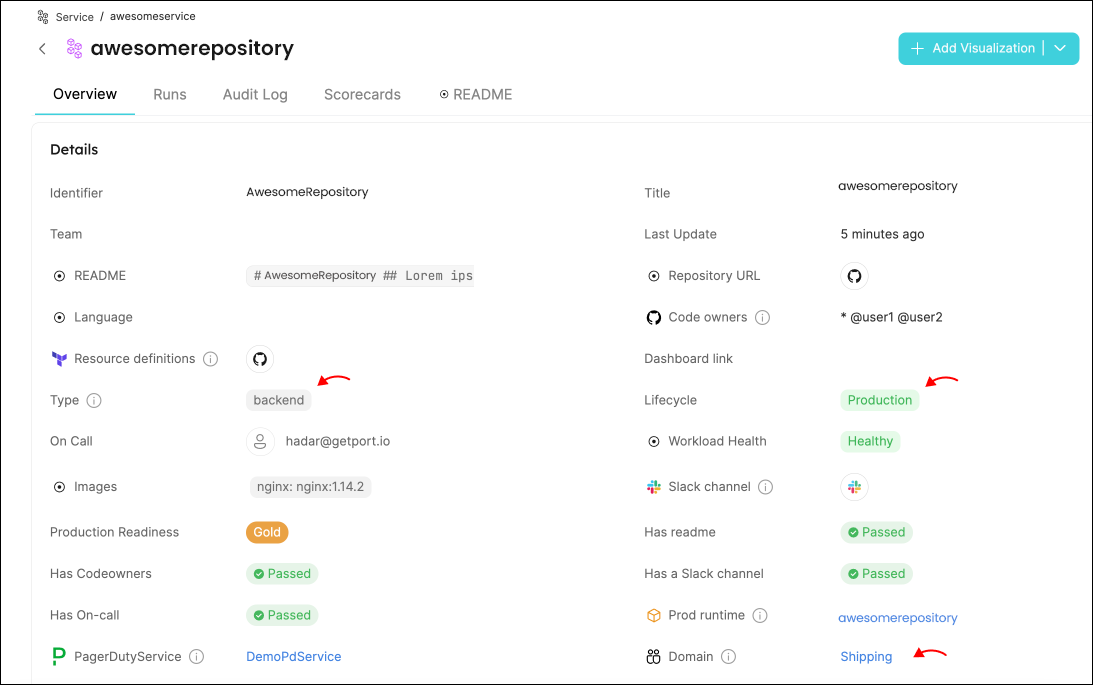 Service / awesomeservice
awesomerepository
Add Visualization
Overview Runs Audit Log Scorecards README
Details
Identifier AwesomeRepository Title awesomerepository
Team Last Update 5 minutes ago
README # AwesomeRepository ## Lorem ips Repository URL
Language Code owners * @user1 @user2
Resource definitions Dashboard link
Type backend Lifecycle Production
On Call hadar@getport.io Workload Health Healthy
Images nginx: nginx:1.14.2 Slack channel
Production Readiness Gold Has readme Passed
Has Codeowners Passed Has a Slack channel Passed
Has On-call Passed Prod runtime awesomerepository
PagerDutyService DemoPdService Domain Shipping